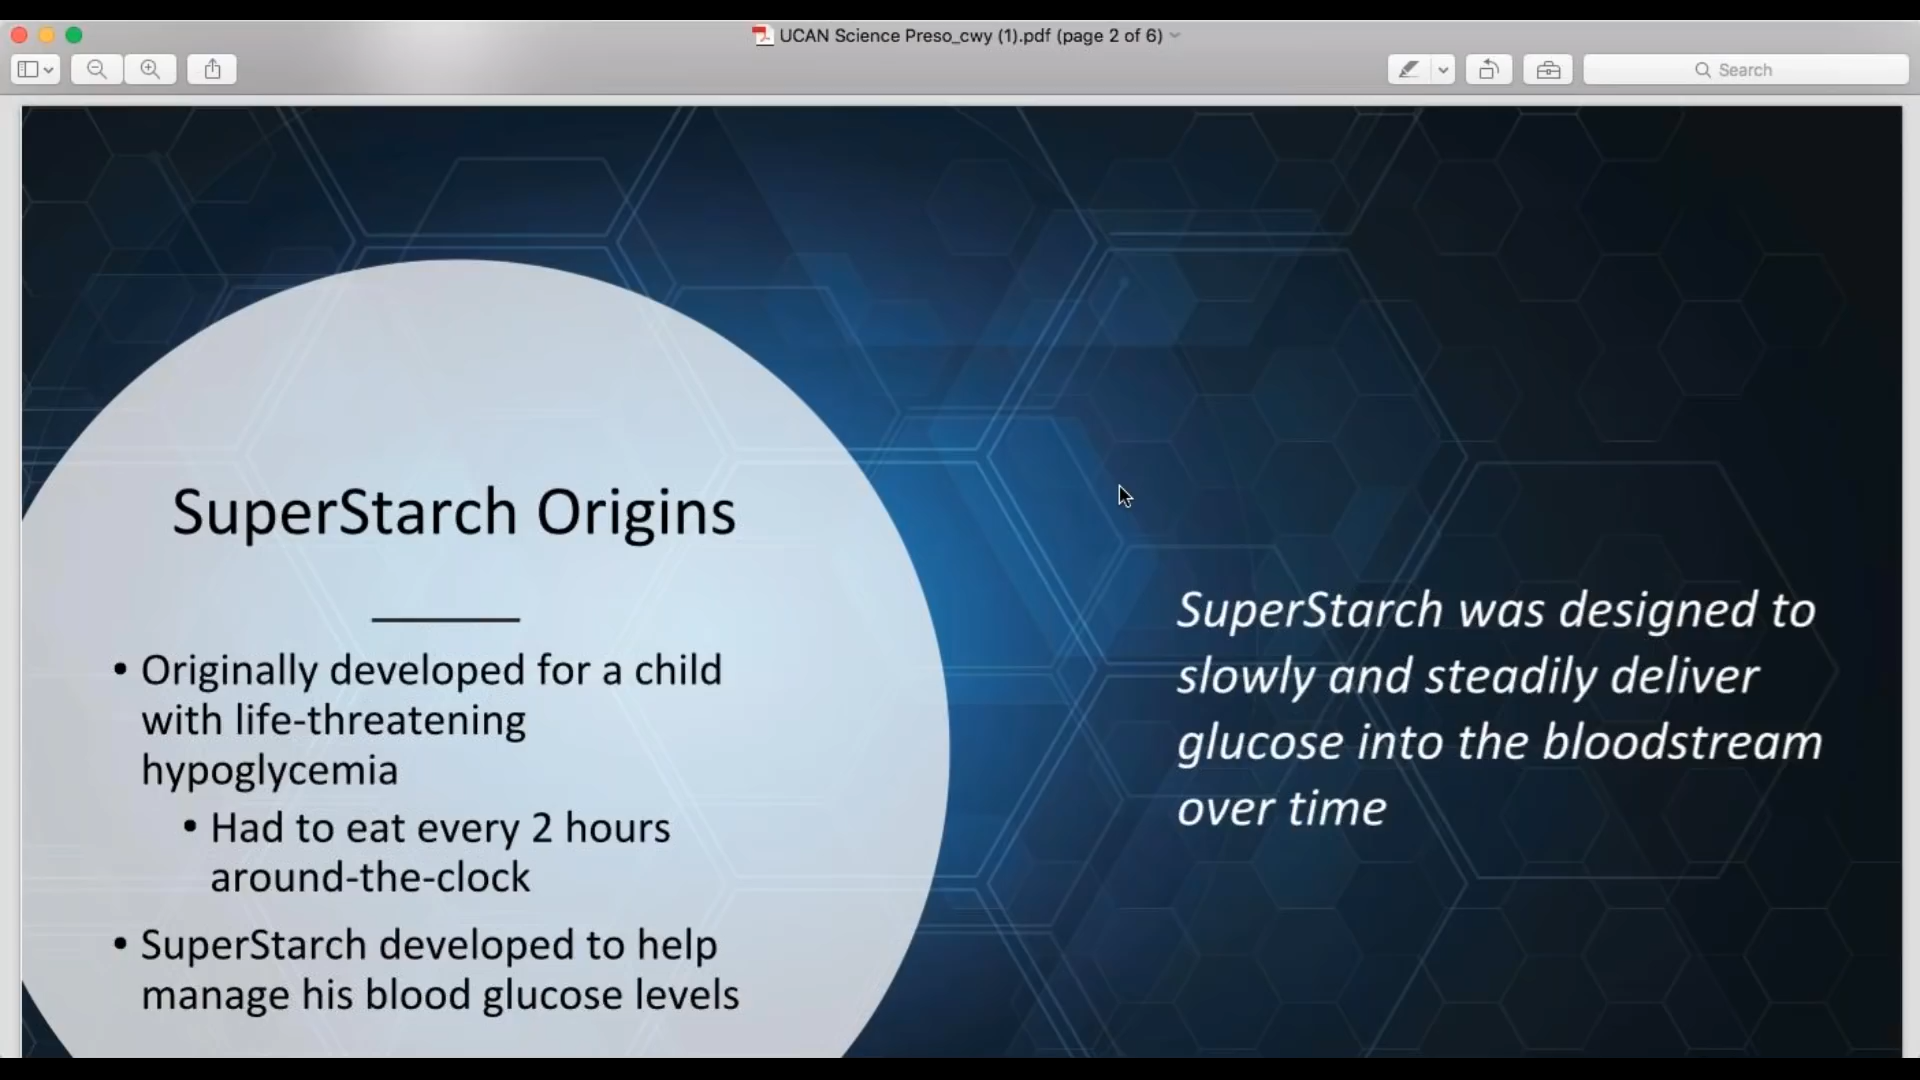 UCAN Science Preso_cwy (1).pdf (page 2 of 6)
Search
SuperStarch Origins
• Originally developed for a child
with life-threatening
hypoglycemia
• Had to eat every 2 hours
around-the-clock
• SuperStarch developed to help
manage his blood glucose levels
SuperStarch was designed to
slowly and steadily deliver
glucose into the bloodstream
over time